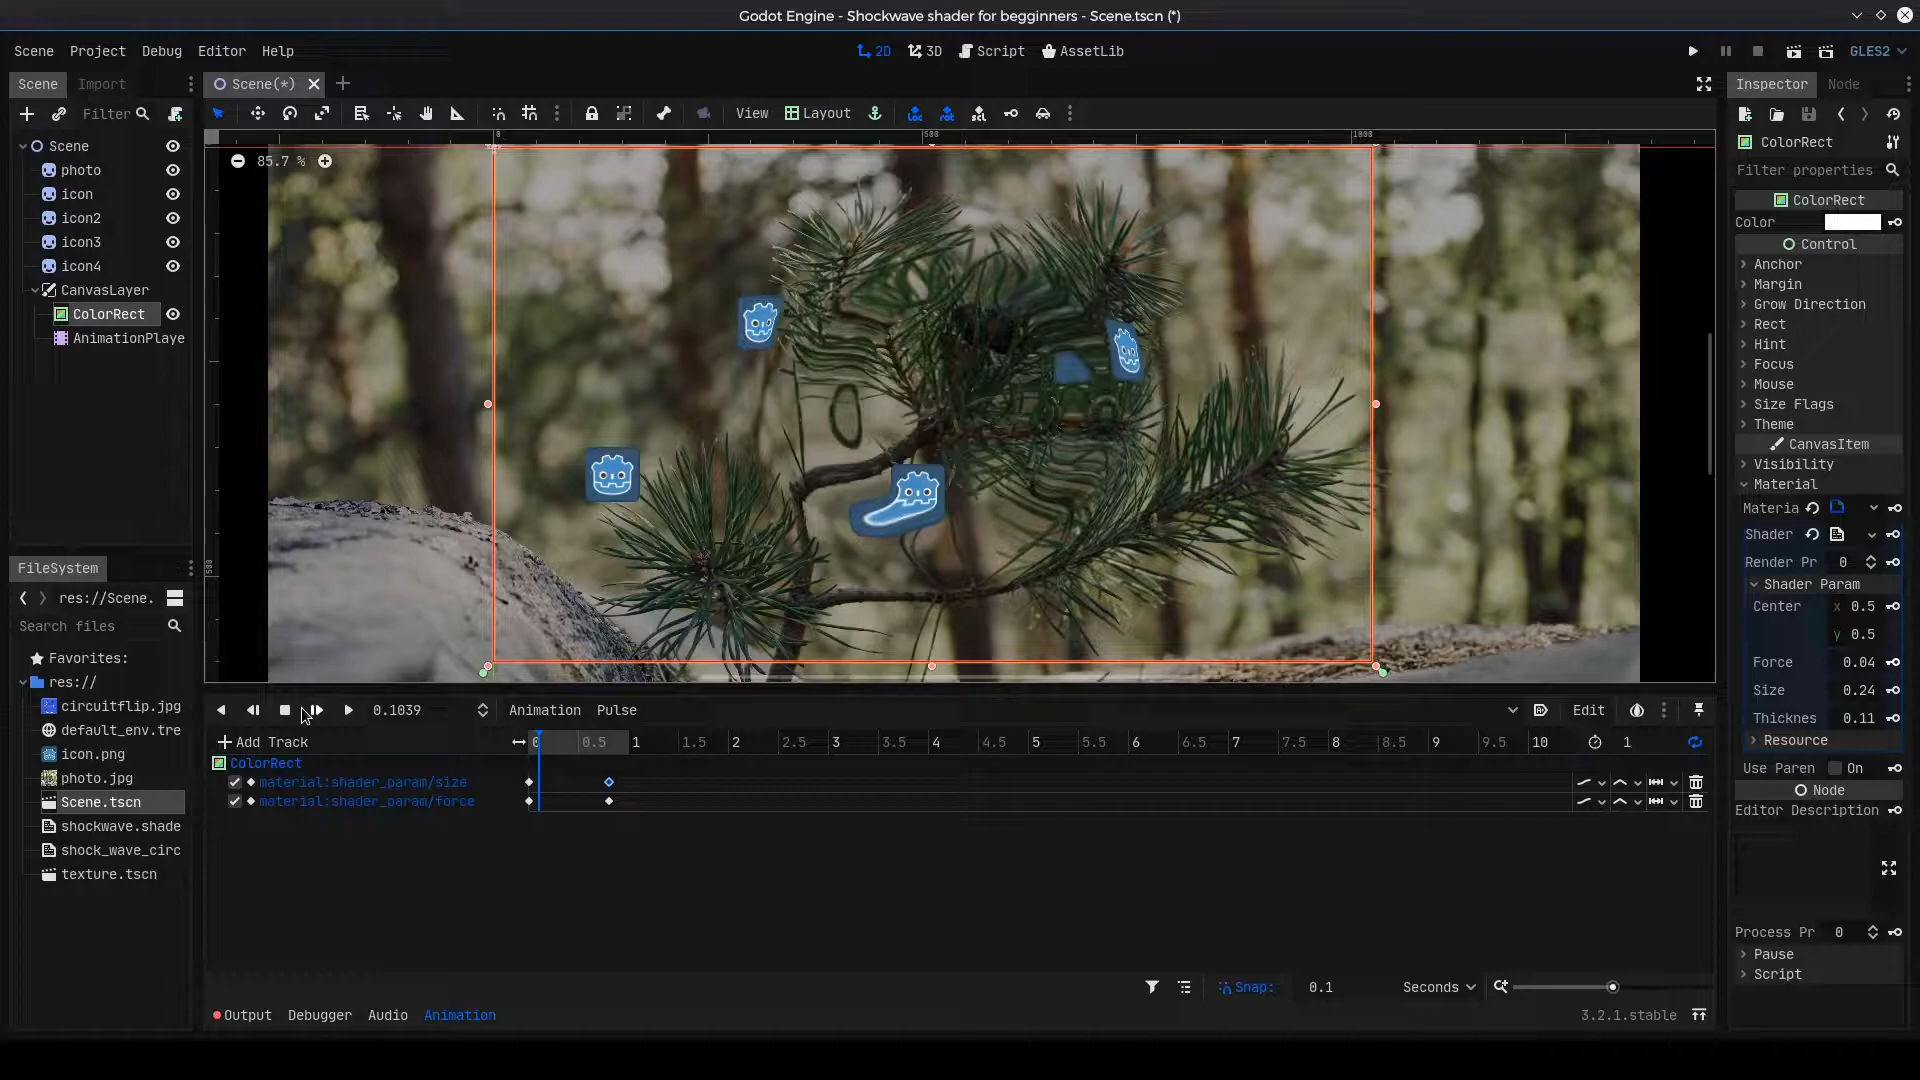 Godot Engine - Shockwave shader for begginners - Scene.tscn (*)
Scene Project Debug Editor Help
2D 3D Script AssetLib
GLES2
Scene Import
Scene(*)
Inspector Node
Filter
View Layout
Scene
photo
icon
icon2
icon3
icon4
CanvasLayer
ColorRect
AnimationPlaye
0 500 1000
85.7 %
500
ColorRect
Filter properties
ColorRect
Color
Control
Anchor
Margin
Grow Direction
Rect
Hint
Focus
Mouse
Size Flags
Theme
CanvasItem
Visibility
Material
Materia
Shader
Render Pr 0
Shader Param
Center x 0.5
y 0.5
Force 0.04
Size 0.24
Thicknes 0.11
Resource
Use Paren On
Node
Editor Description
Process Pr 0
Pause
Script
FileSystem
res://Scene.
Search files
Favorites:
res://
circuitflip.jpg
default_env.tre
icon.png
photo.jpg
Scene.tscn
shockwave.shade
shock_wave_circ
texture.tscn
0.1039 Animation Pulse Edit
Add Track 0 0.5 1 1.5 2 2.5 3 3.5 4 4.5 5 5.5 6 6.5 7 7.5 8 8.5 9 9.5 10 1
ColorRect
material:shader_param/size
material:shader_param/force
Snap: 0.1 Seconds
Output Debugger Audio Animation 3.2.1.stable